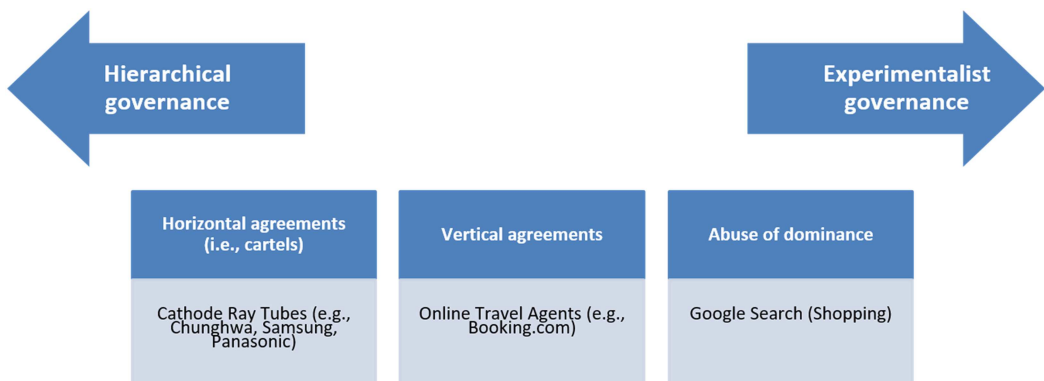 Hierarchical
governance
Experimentalist
governance
Horizontal agreements
(i.e., cartels)
Vertical agreements
Abuse of dominance
Cathode Ray Tubes (e.g.,
Chunghwa, Samsung,
Panasonic)
Online Travel Agents (e.g.,
Booking.com)
Google Search (Shopping)